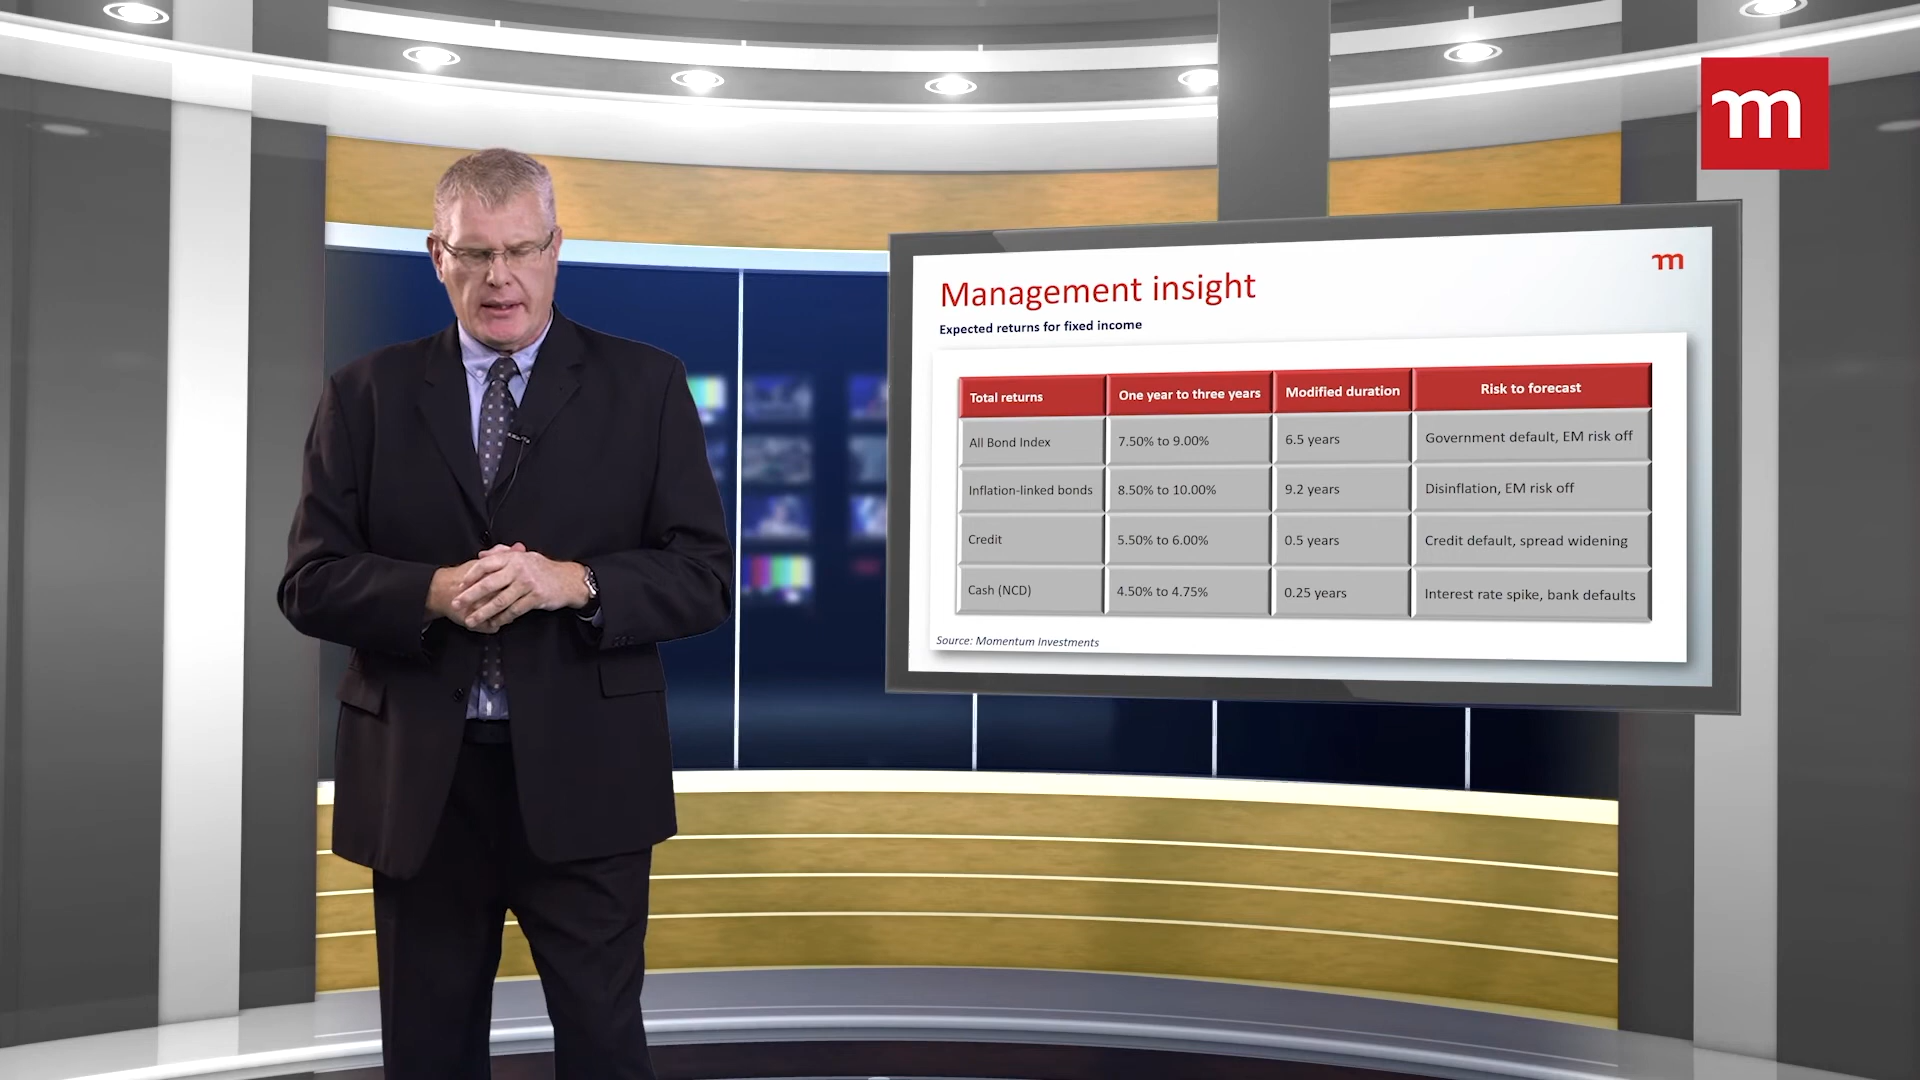 m
m
Management insight
Expected returns for fixed income
Total returns One year to three years Modified duration Risk to forecast
All Bond Index 7.50% to 9.00% 6.5 years Government default, EM risk off
Inflation-linked bonds 8.50% to 10.00% 9.2 years Disinflation, EM risk off
Credit 5.50% to 6.00% 0.5 years Credit default, spread widening
Cash (NCD) 4.50% to 4.75% 0.25 years Interest rate spike, bank defaults
Source: Momentum Investments